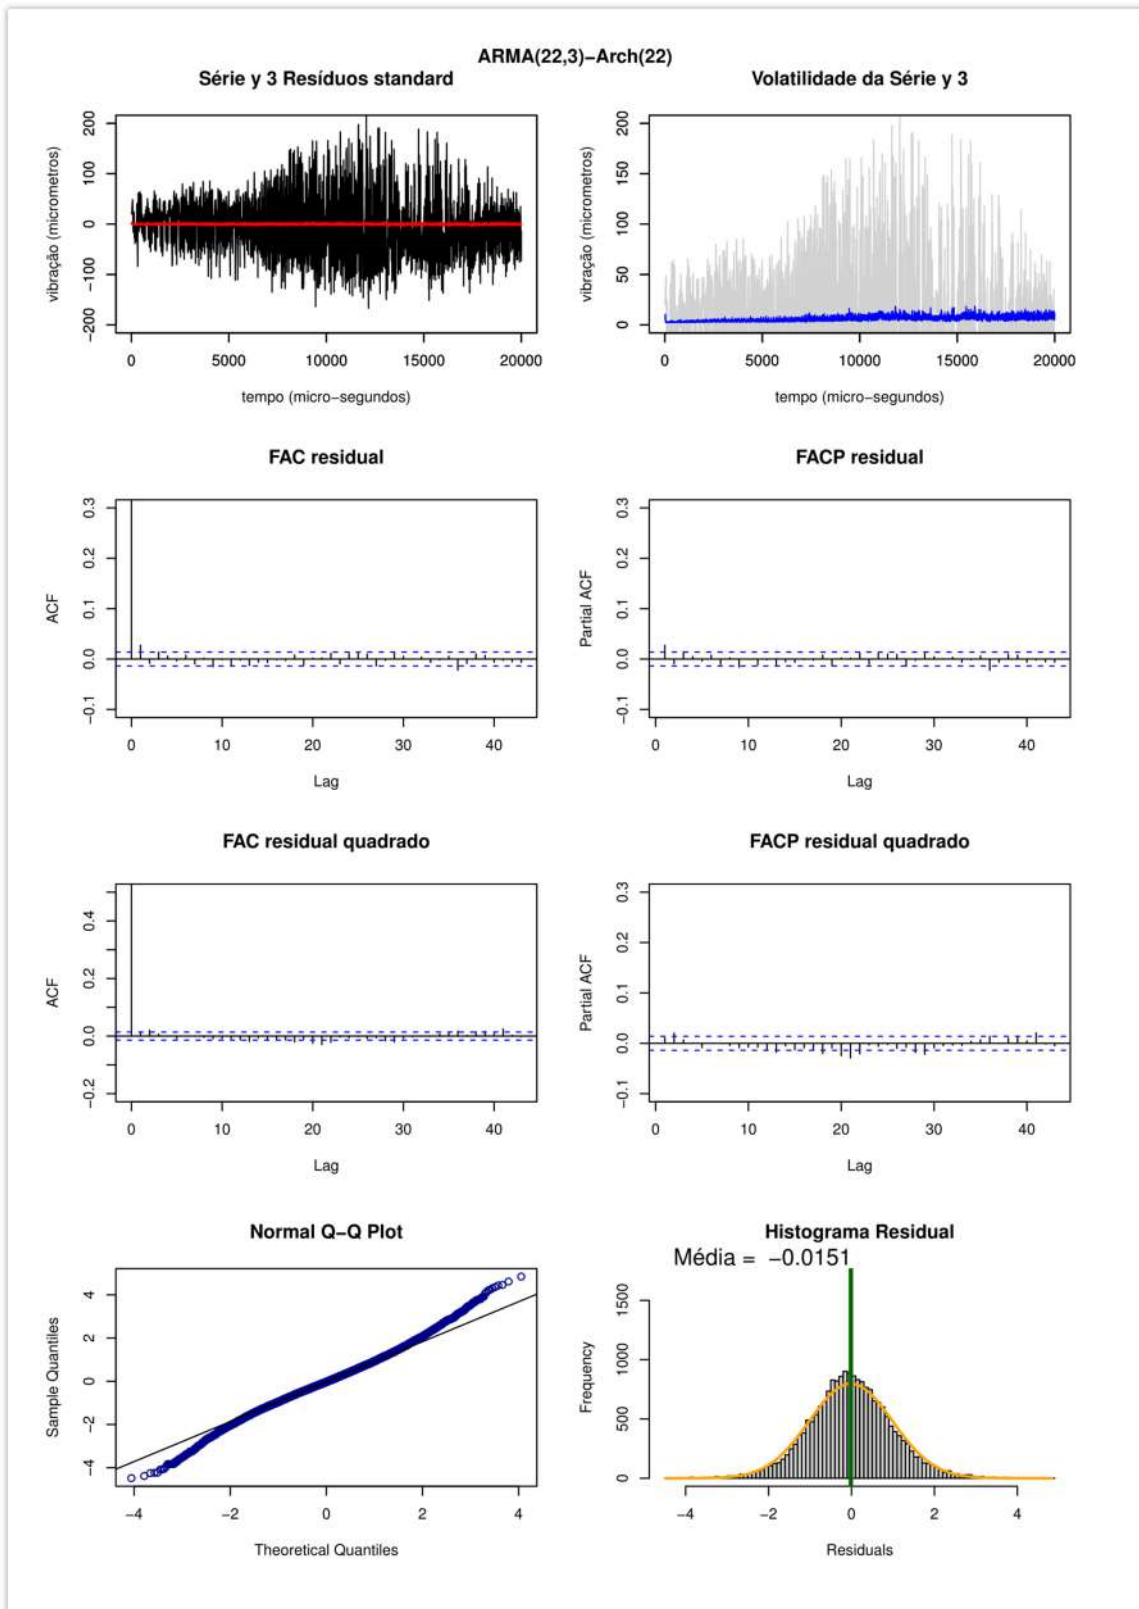 ARMA(22,3)−Arch(22)
Série y 3 Resíduos standard
vibração (micrometros)
200
100
0
−100
−200
0 5000 10000 15000 20000
tempo (micro−segundos)
Volatilidade da Série y 3
vibração (micrometros)
200
150
100
50
0
0 5000 10000 15000 20000
tempo (micro−segundos)
FAC residual
ACF
0.3
0.2
0.1
0.0
−0.1
0 10 20 30 40
Lag
FACP residual
Partial ACF
0.3
0.2
0.1
0.0
−0.1
0 10 20 30 40
Lag
FAC residual quadrado
ACF
0.4
0.2
0.0
−0.2
0 10 20 30 40
Lag
FACP residual quadrado
Partial ACF
0.3
0.2
0.1
0.0
−0.1
0 10 20 30 40
Lag
Normal Q−Q Plot
Sample Quantiles
4
2
0
−2
−4
−4 −2 0 2 4
Theoretical Quantiles
Histograma Residual
Média = −0.0151
Frequency
1500
1000
500
0
−4 −2 0 2 4
Residuals